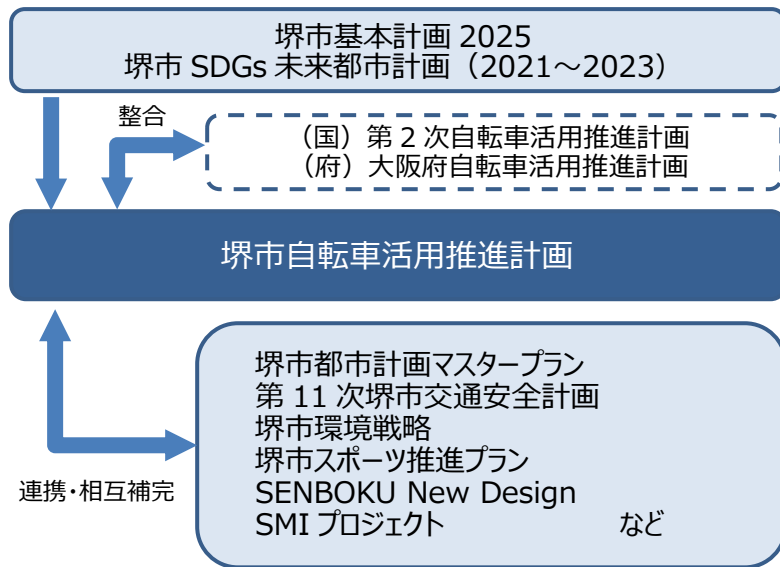 堺市基本計画 2025
堺市 SDGs 未来都市計画（2021～2023）
整合
（国）第２次自転車活用推進計画
（府）大阪府自転車活用推進計画
堺市自転車活用推進計画
堺市都市計画マスタープラン
第 11 次堺市交通安全計画
堺市環境戦略
堺市スポーツ推進プラン
SENBOKU New Design
SMI プロジェクト　　　　　など
連携・相互補完